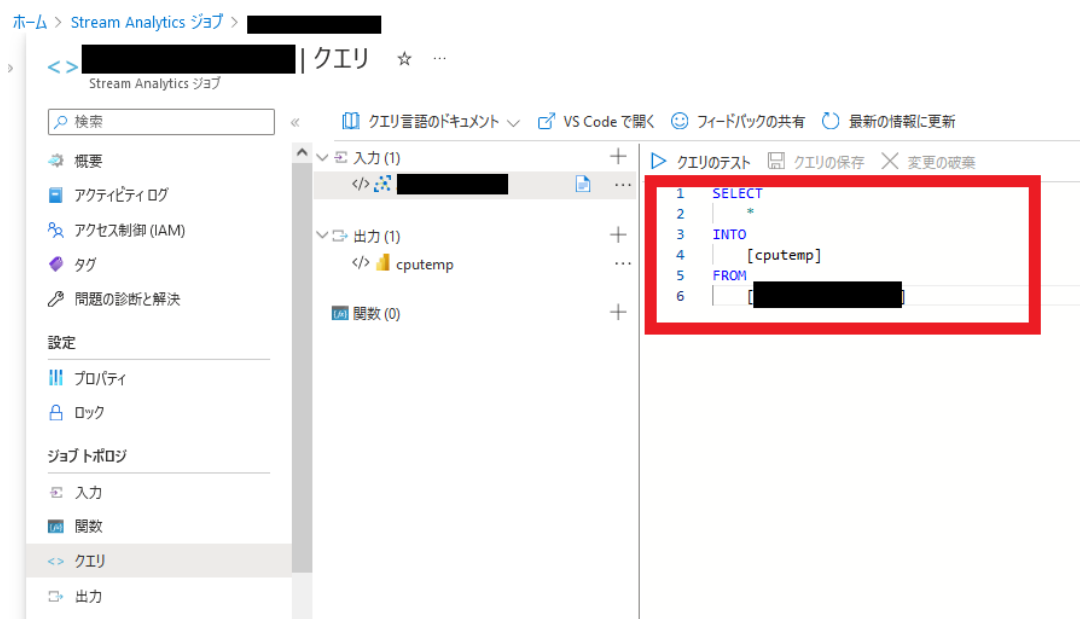 ホーム > Stream Analytics ジョブ >
<> | クエリ ☆ …
Stream Analytics ジョブ
検索
«
概要
アクティビティ ログ
アクセス制御 (IAM)
タグ
問題の診断と解決
設定
プロパティ
ロック
ジョブ トポロジ
入力
関数
<> クエリ
出力
クエリ言語のドキュメント
VS Code で開く
フィードバックの共有
最新の情報に更新
入力 (1)
</>
出力 (1)
</> cputemp
関数 (0)
クエリのテスト
クエリの保存
変更の破棄
1 SELECT
2 *
3 INTO
4 [cputemp]
5 FROM
6 [ ]